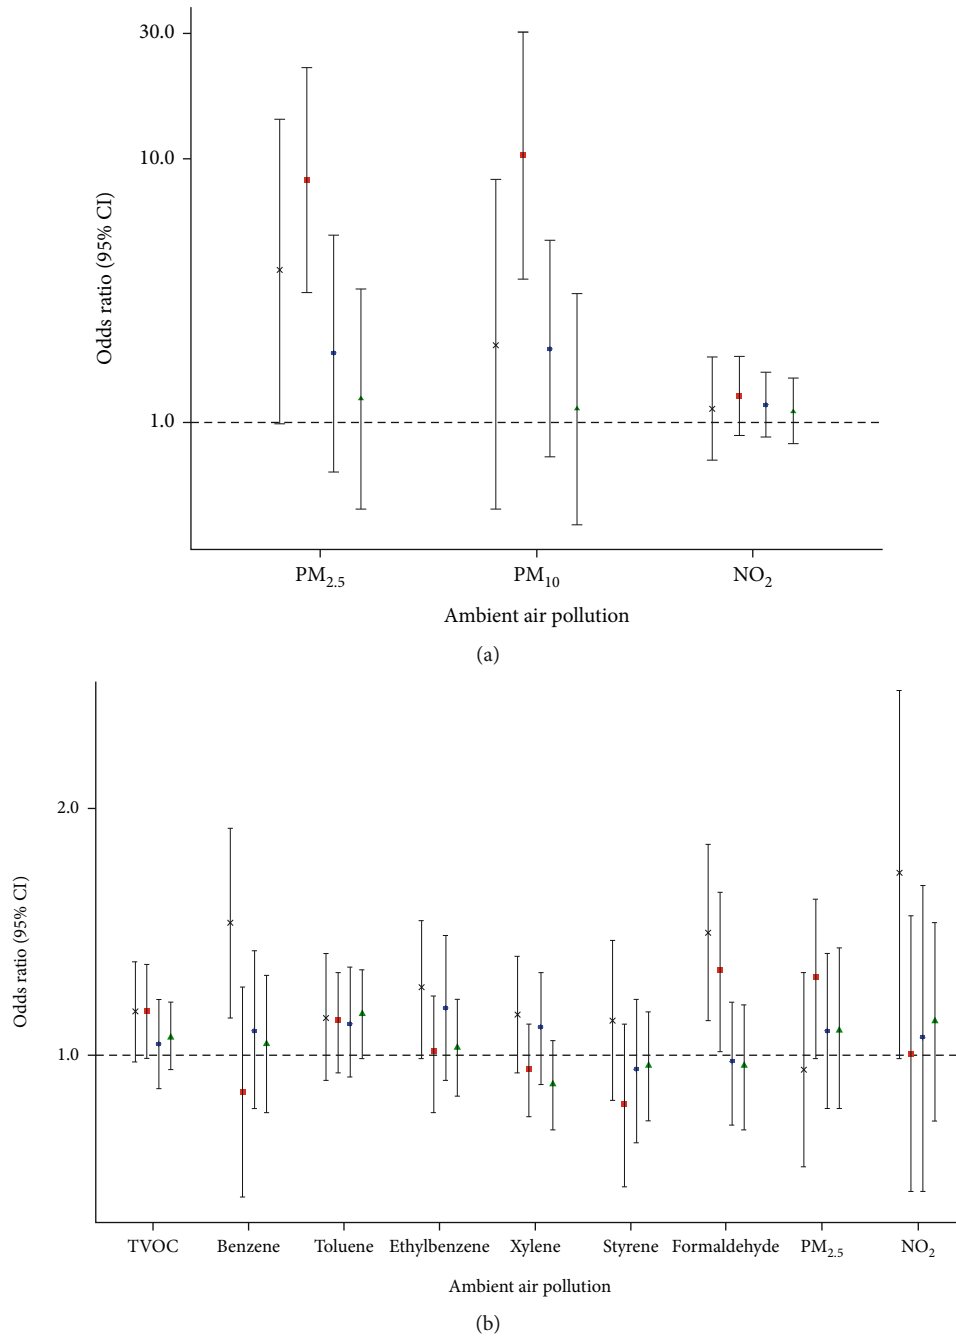 30.0
10.0
1.0
Odds ratio (95% CI)
PM2.5 PM10 NO2
Ambient air pollution
(a)
2.0
1.0
Odds ratio (95% CI)
TVOC Benzene Toluene Ethylbenzene Xylene Styrene Formaldehyde PM2.5 NO2
Ambient air pollution
(b)